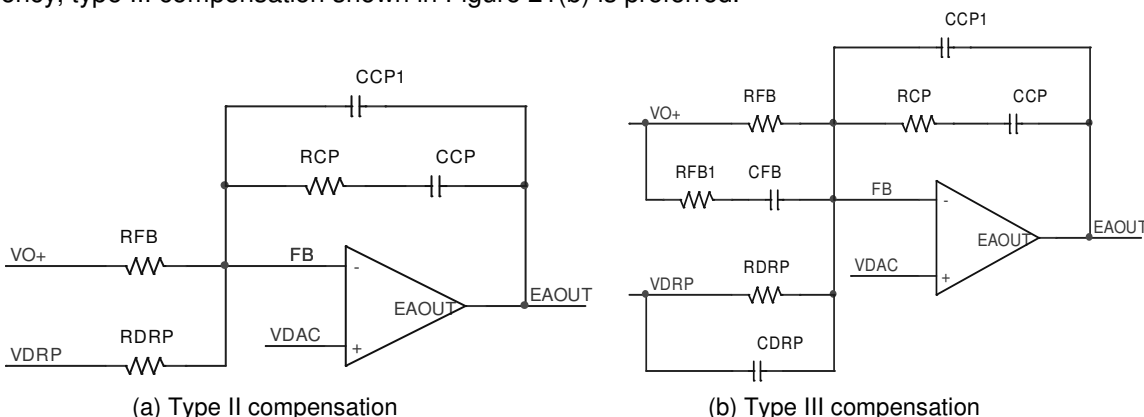 ency, type III compensation shown in Figure 21(b) is preferred.
CCP1
RCP CCP
RFB
VO+
FB
EAOUT
EAOUT
RDRP
VDRP
VDAC
-
+
(a) Type II compensation
CCP1
VO+
RFB
RCP
CCP
RFB1
CFB
FB
-
EAOUT
EAOUT
VDAC
+
RDRP
VDRP
CDRP
(b) Type III compensation